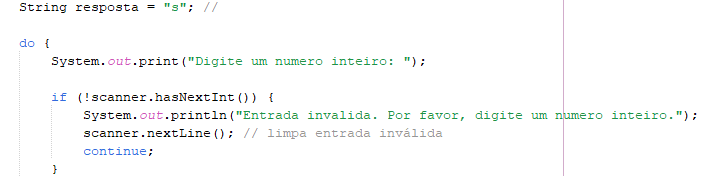 String resposta = "s"; //
do {
System.out.print("Digite um numero inteiro: ");
if (!scanner.hasNextInt()) {
System.out.println("Entrada invalida. Por favor, digite um numero inteiro.");
scanner.nextLine(); // limpa entrada inválida
continue;
}